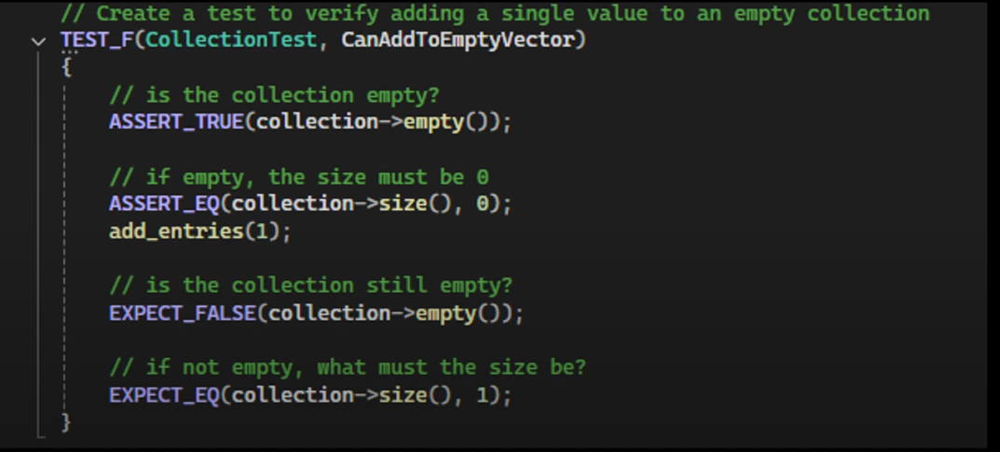 // Create a test to verify adding a single value to an empty collection
TEST_F(CollectionTest, CanAddToEmptyVector)
{
// is the collection empty?
ASSERT_TRUE(collection->empty());
// if empty, the size must be 0
ASSERT_EQ(collection->size(), 0);
add_entries(1);
// is the collection still empty?
EXPECT_FALSE(collection->empty());
// if not empty, what must the size be?
EXPECT_EQ(collection->size(), 1);
}